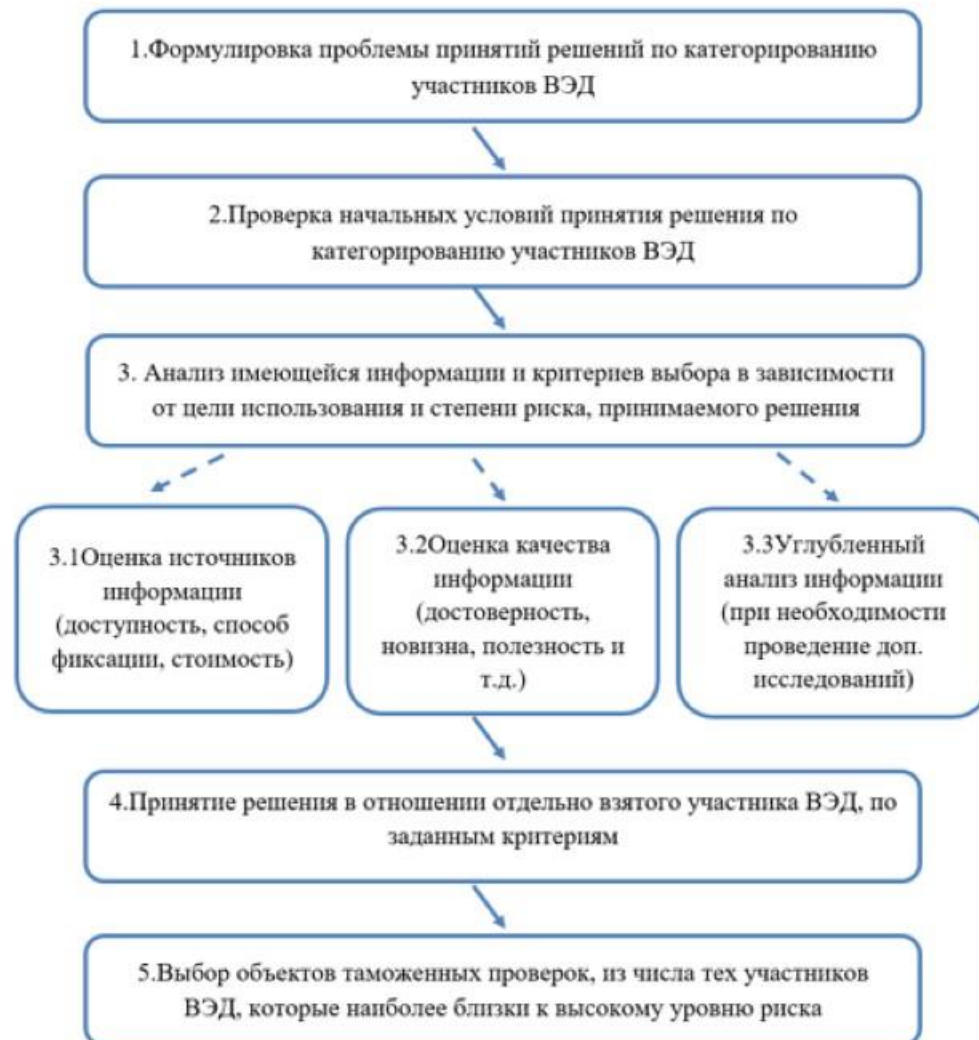 1.Формулировка проблемы принятий решений по категорированию
участников ВЭД
2.Проверка начальных условий принятия решения по
категорированию участников ВЭД
3. Анализ имеющейся информации и критериев выбора в зависимости
от цели использования и степени риска, принимаемого решения
3.1Оценка источников
информации
(доступность, способ
фиксации, стоимость)
3.2Оценка качества
информации
(достоверность,
новизна, полезность и
т.д.)
3.3Углубленный
анализ информации
(при необходимости
проведение доп.
исследований)
4.Принятие решения в отношении отдельно взятого участника ВЭД, по
заданным критериям
5.Выбор объектов таможенных проверок, из числа тех участников
ВЭД, которые наиболее близки к высокому уровню риска